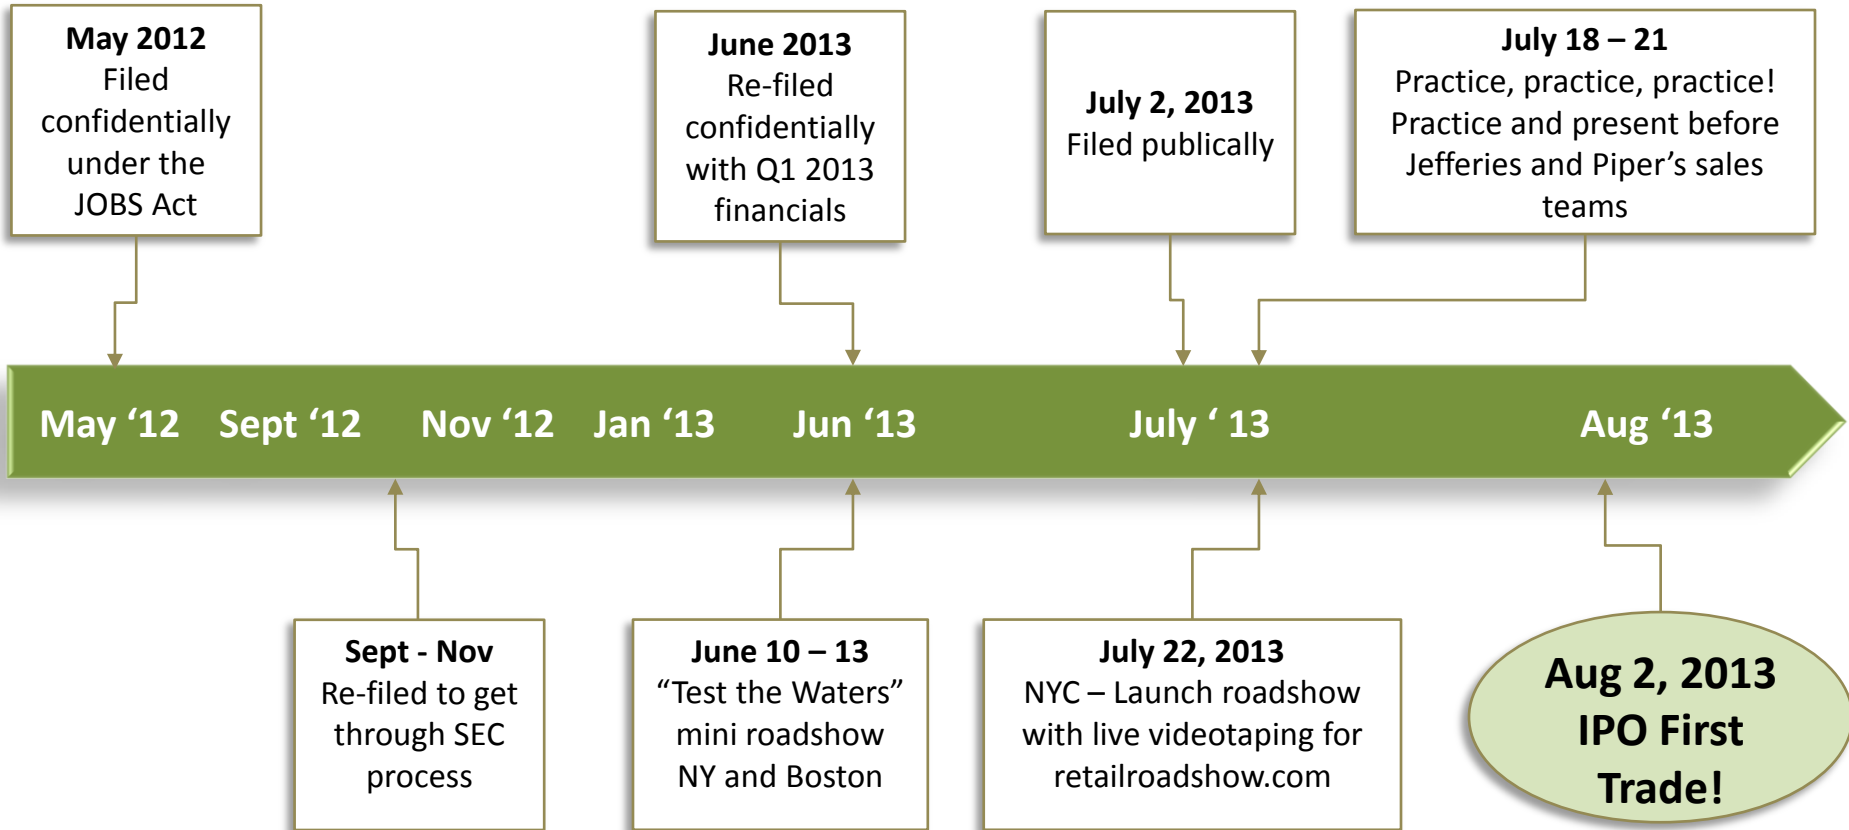 May 2012
Filed
confidentially
under the
JOBS Act
June 2013
Re-filed
confidentially
with Q1 2013
financials
July 2, 2013
Filed publically
July 18 – 21
Practice, practice, practice!
Practice and present before
Jefferies and Piper’s sales
teams
May ‘12 Sept ‘12 Nov ‘12 Jan ‘13 Jun ‘13 July ‘ 13 Aug ‘13
Sept - Nov
Re-filed to get
through SEC
process
June 10 – 13
“Test the Waters”
mini roadshow
NY and Boston
July 22, 2013
NYC – Launch roadshow
with live videotaping for
retailroadshow.com
Aug 2, 2013
IPO First
Trade!